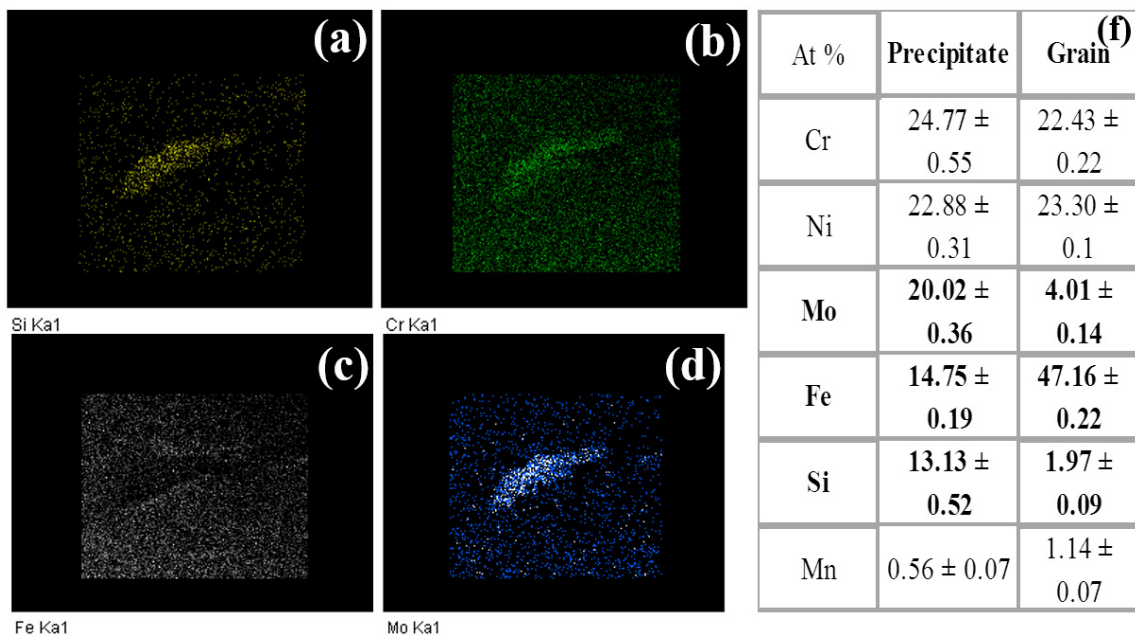 (a)
(b)
Si Ka1
Cr Ka1
(c)
(d)
Fe Ka1
Mo Ka1
(f)
At % Precipitate Grain
Cr 24.77 ± 22.43 ±
0.55 0.22
Ni 22.88 ± 23.30 ±
0.31 0.1
Mo 20.02 ± 4.01 ±
0.36 0.14
Fe 14.75 ± 47.16 ±
0.19 0.22
Si 13.13 ± 1.97 ±
0.52 0.09
Mn 0.56 ± 0.07 1.14 ±
0.07